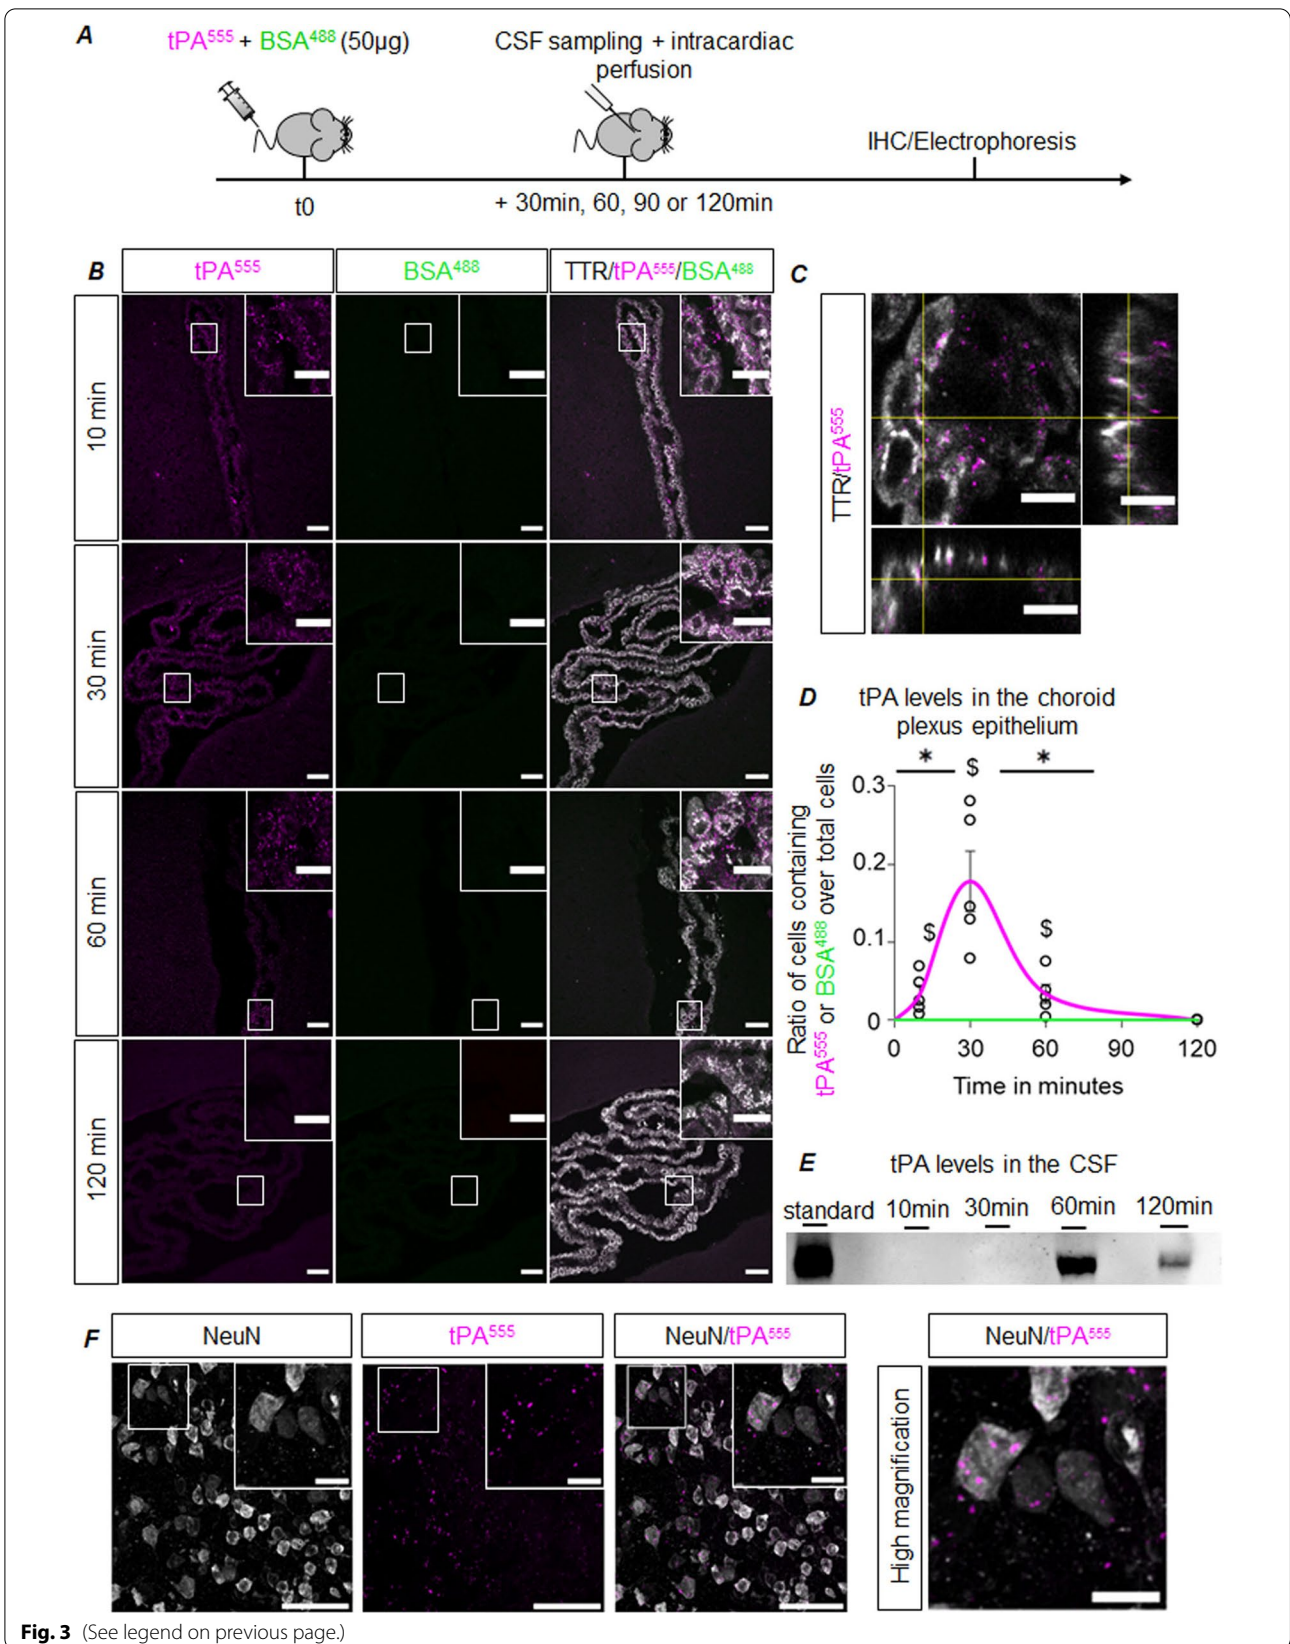 A
tPA555 + BSA488 (50µg)
CSF sampling + intracardiac
perfusion
IHC/Electrophoresis
t0
+ 30min, 60, 90 or 120min
B
tPA555
BSA488
TTR/tPA555/BSA488
10 min
30 min
60 min
120 min
C
TTR/tPA555
D
tPA levels in the choroid
plexus epithelium
* $ *
$ $
Ratio of cells containing
tPA555 or BSA488 over total cells
0.3
0.2
0.1
0
0 30 60 90 120
Time in minutes
E
tPA levels in the CSF
standard 10min 30min 60min 120min
F
NeuN
tPA555
NeuN/tPA555
NeuN/tPA555
High magnification
Fig. 3 (See legend on previous page.)